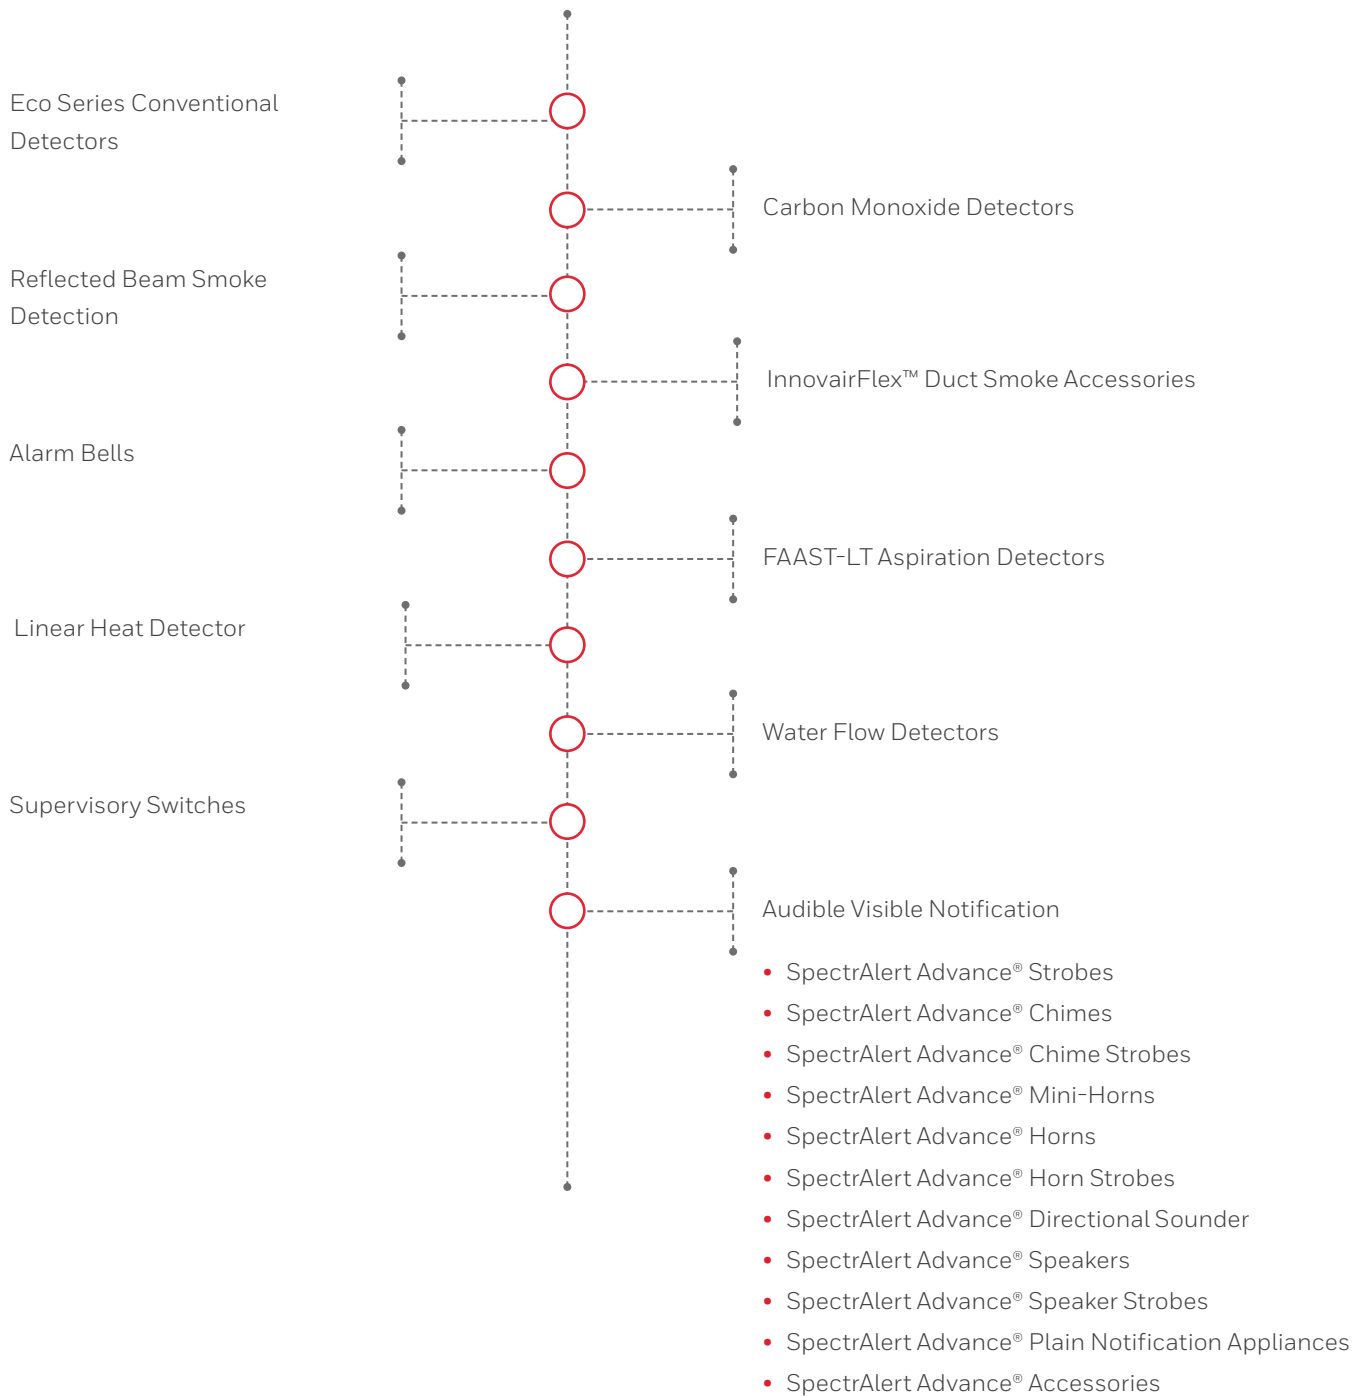 Eco Series Conventional
Detectors
Carbon Monoxide Detectors
Reflected Beam Smoke
Detection
InnovairFlex™ Duct Smoke Accessories
Alarm Bells
FAAST-LT Aspiration Detectors
Linear Heat Detector
Water Flow Detectors
Supervisory Switches
Audible Visible Notification
• SpectrAlert Advance® Strobes
• SpectrAlert Advance® Chimes
• SpectrAlert Advance® Chime Strobes
• SpectrAlert Advance® Mini-Horns
• SpectrAlert Advance® Horns
• SpectrAlert Advance® Horn Strobes
• SpectrAlert Advance® Directional Sounder
• SpectrAlert Advance® Speakers
• SpectrAlert Advance® Speaker Strobes
• SpectrAlert Advance® Plain Notification Appliances
• SpectrAlert Advance® Accessories